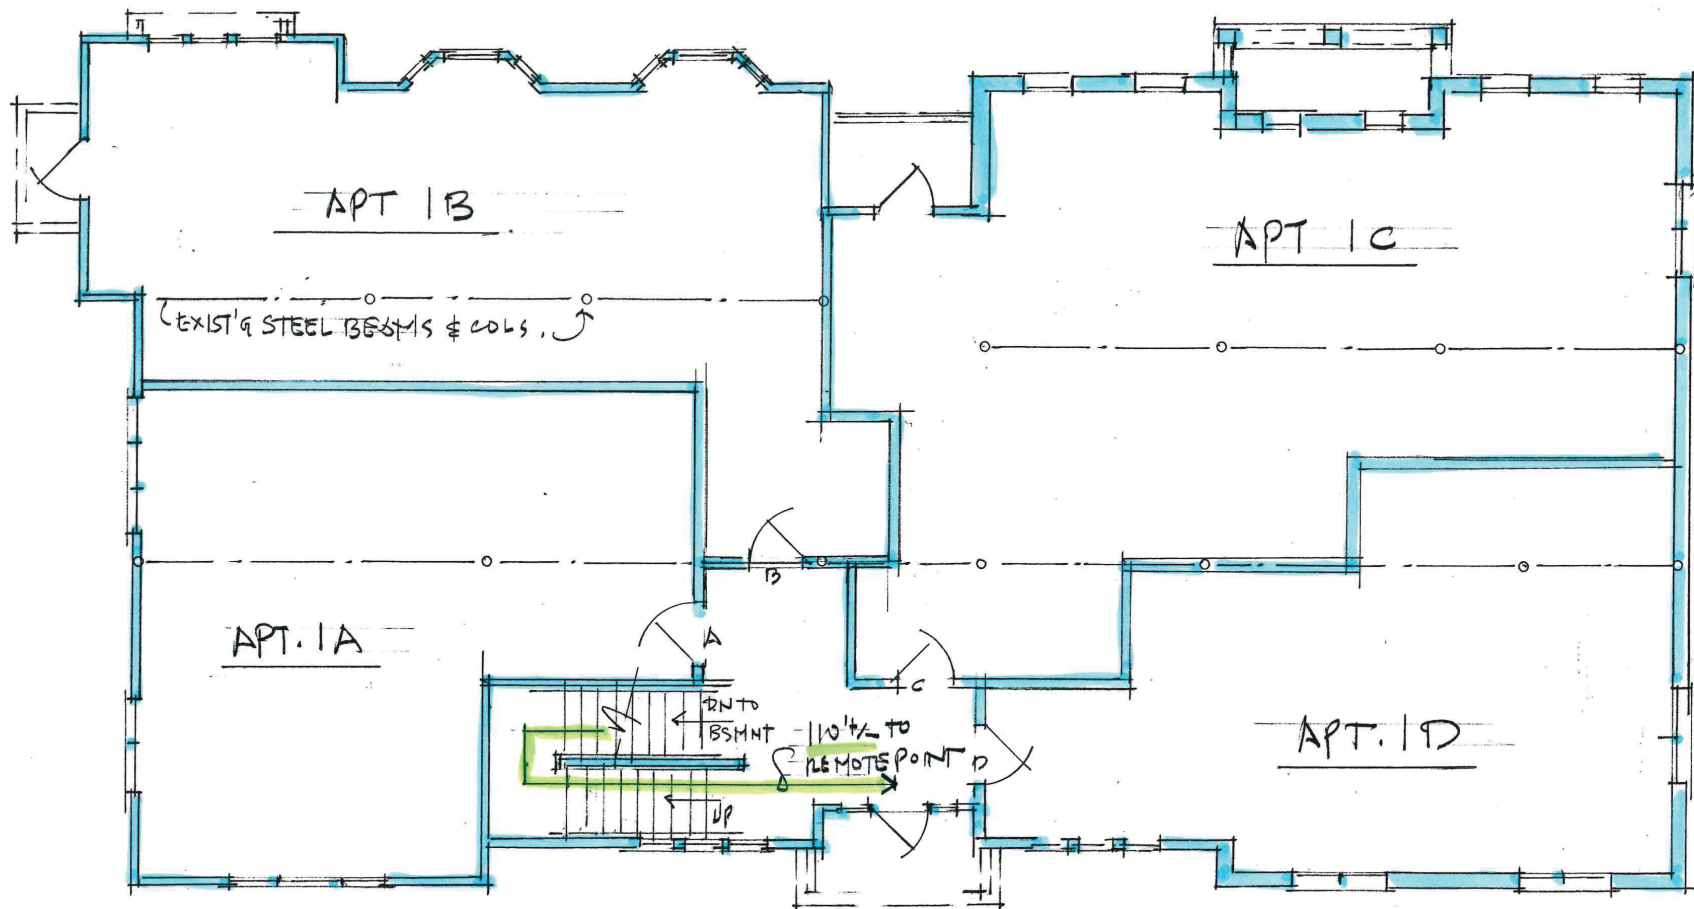 APT 1B
APT 1C
EXIST'G STEEL BEAMS & COLS.
B
APT. 1A
A
C
DN TO
BSMNT
110'+/- TO
REMOTE POINT
D
APT. 1D
UP